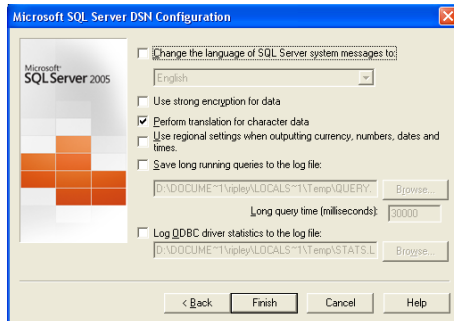 Microsoft SQL Server DSN Configuration
Microsoft
SQL Server 2005
Change the language of SQL Server system messages to:
English
Use strong encryption for data
Perform translation for character data
Use regional settings when outputting currency, numbers, dates and
times.
Save long running queries to the log file:
D:\DOCUME~1\ripley\LOCALS~1\Temp\QUERY.
Browse...
Long query time (milliseconds):
30000
Log ODBC driver statistics to the log file:
D:\DOCUME~1\ripley\LOCALS~1\Temp\STATS.L
Browse...
< Back
Finish
Cancel
Help